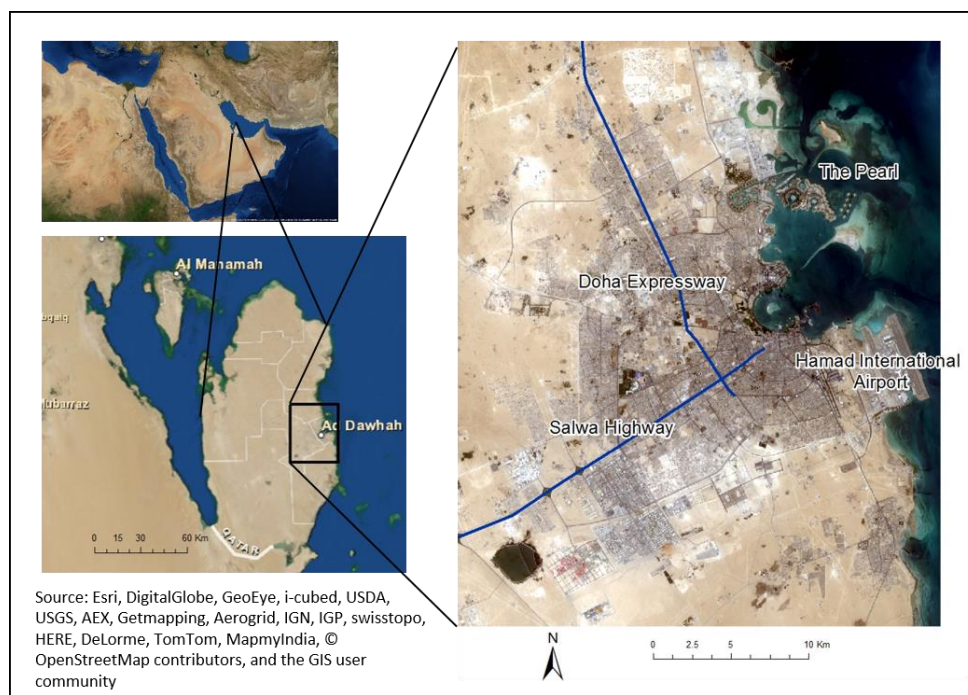 The Pearl
Doha Expressway
Hamad International
Airport
Salwa Highway
Al Manamah
Mubarraz
Ad Dawhah
QATAR
0 15 30 60 Km
Source: Esri, DigitalGlobe, GeoEye, i-cubed, USDA,
USGS, AEX, Getmapping, Aerogrid, IGN, IGP, swisstopo,
HERE, DeLorme, TomTom, MapmyIndia, ©
OpenStreetMap contributors, and the GIS user
community
N
0 2.5 5 10 Km